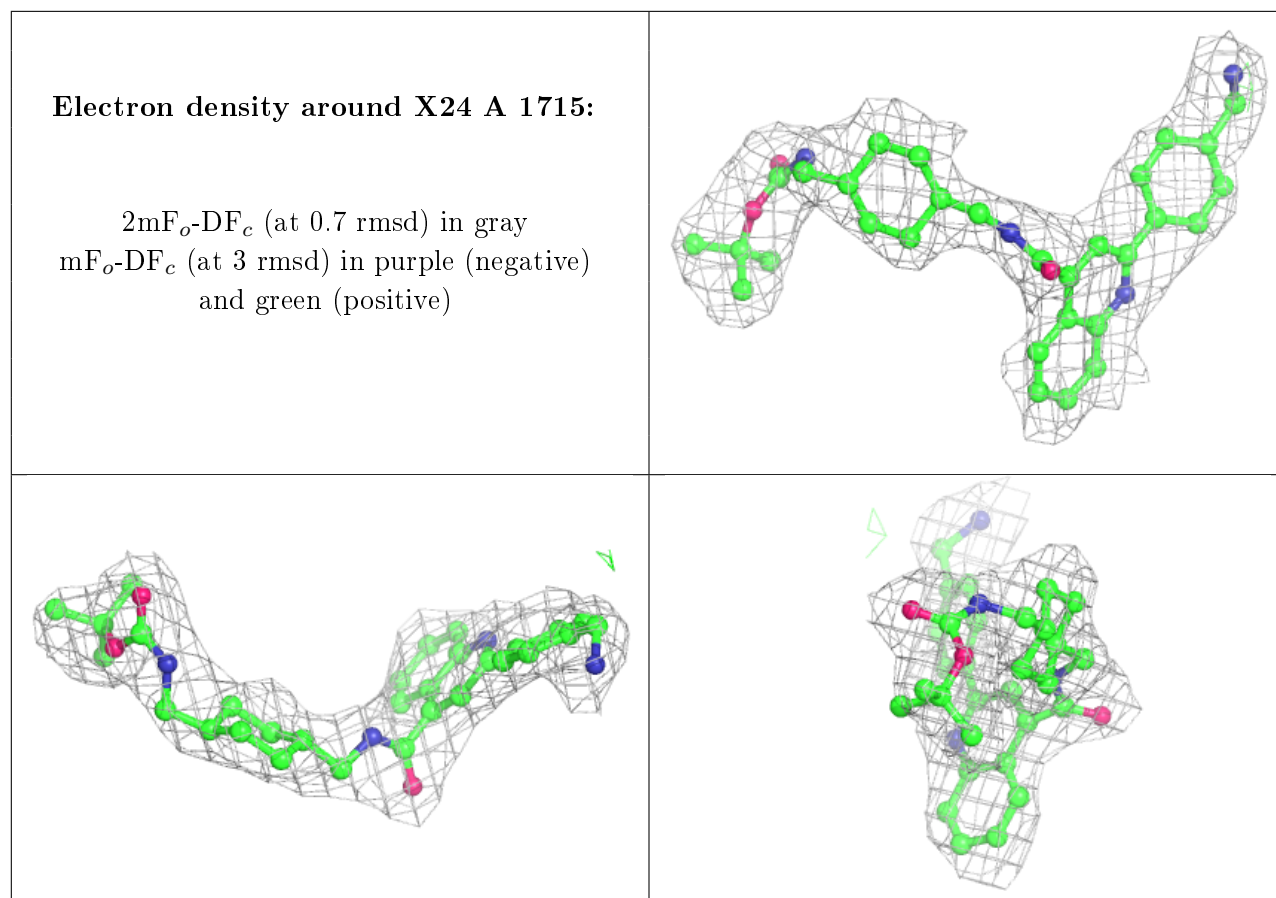 Electron density around X24 A 1715:
2mFo-DFc (at 0.7 rmsd) in gray
mFo-DFc (at 3 rmsd) in purple (negative)
and green (positive)